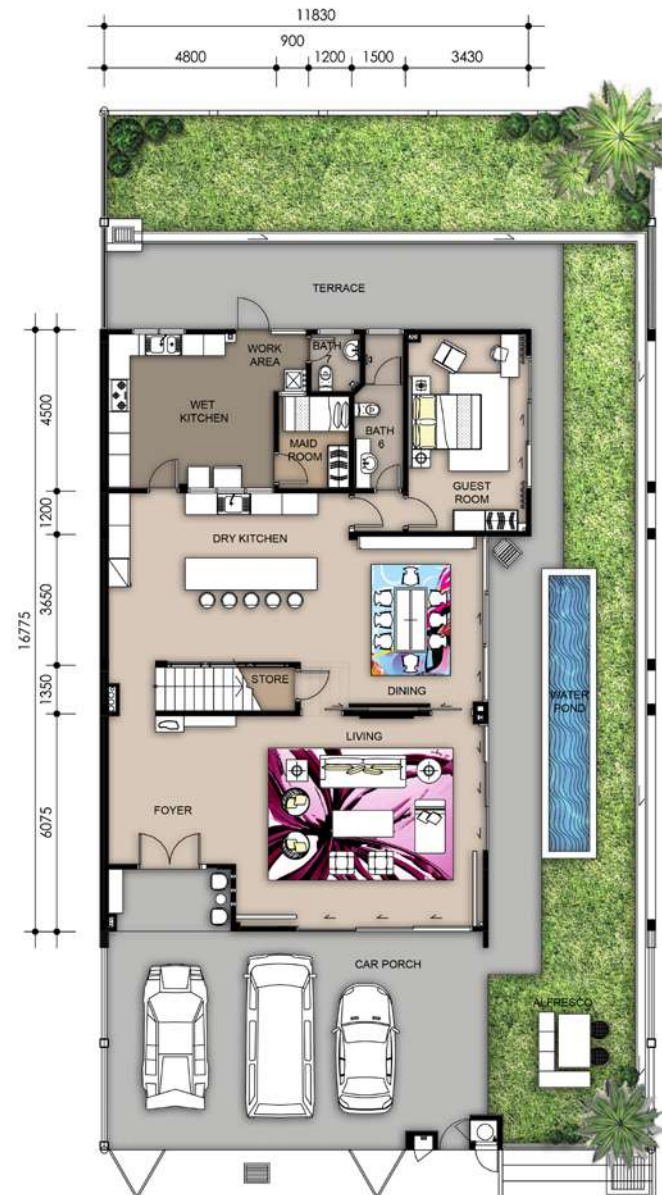 11830
900
4800
1200
1500
3430
TERRACE
BATH
7
WORK
AREA
WET
KITCHEN
MAID
ROOM
BATH
6
GUEST
ROOM
4500
1200
DRY KITCHEN
3650
16775
1350
STORE
DINING
WATER
POND
LIVING
FOYER
6075
CAR PORCH
ALFRESCO